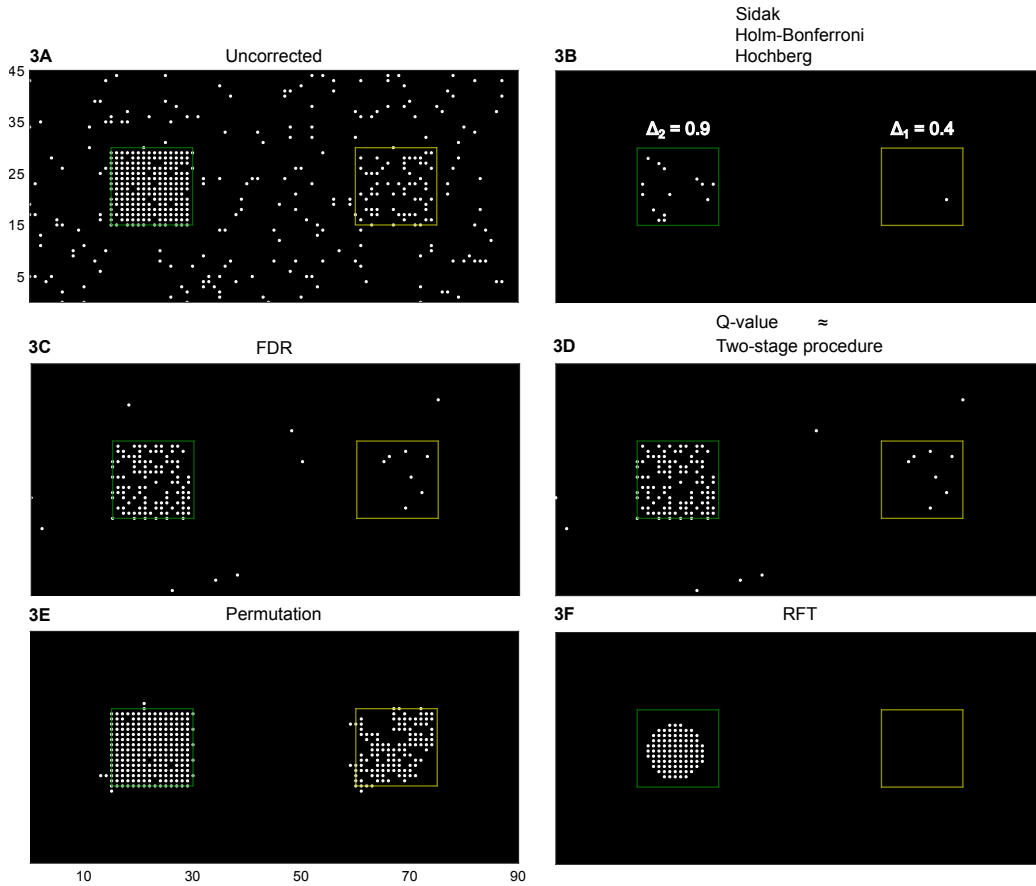 Sidak
Holm-Bonferroni
Hochberg
3A
Uncorrected
3B
45
35
25
15
5
Δ₂ = 0.9
Δ₁ = 0.4
3C
FDR
Q-value ≈
3D
Two-stage procedure
3E
Permutation
3F
RFT
10
30
50
70
90